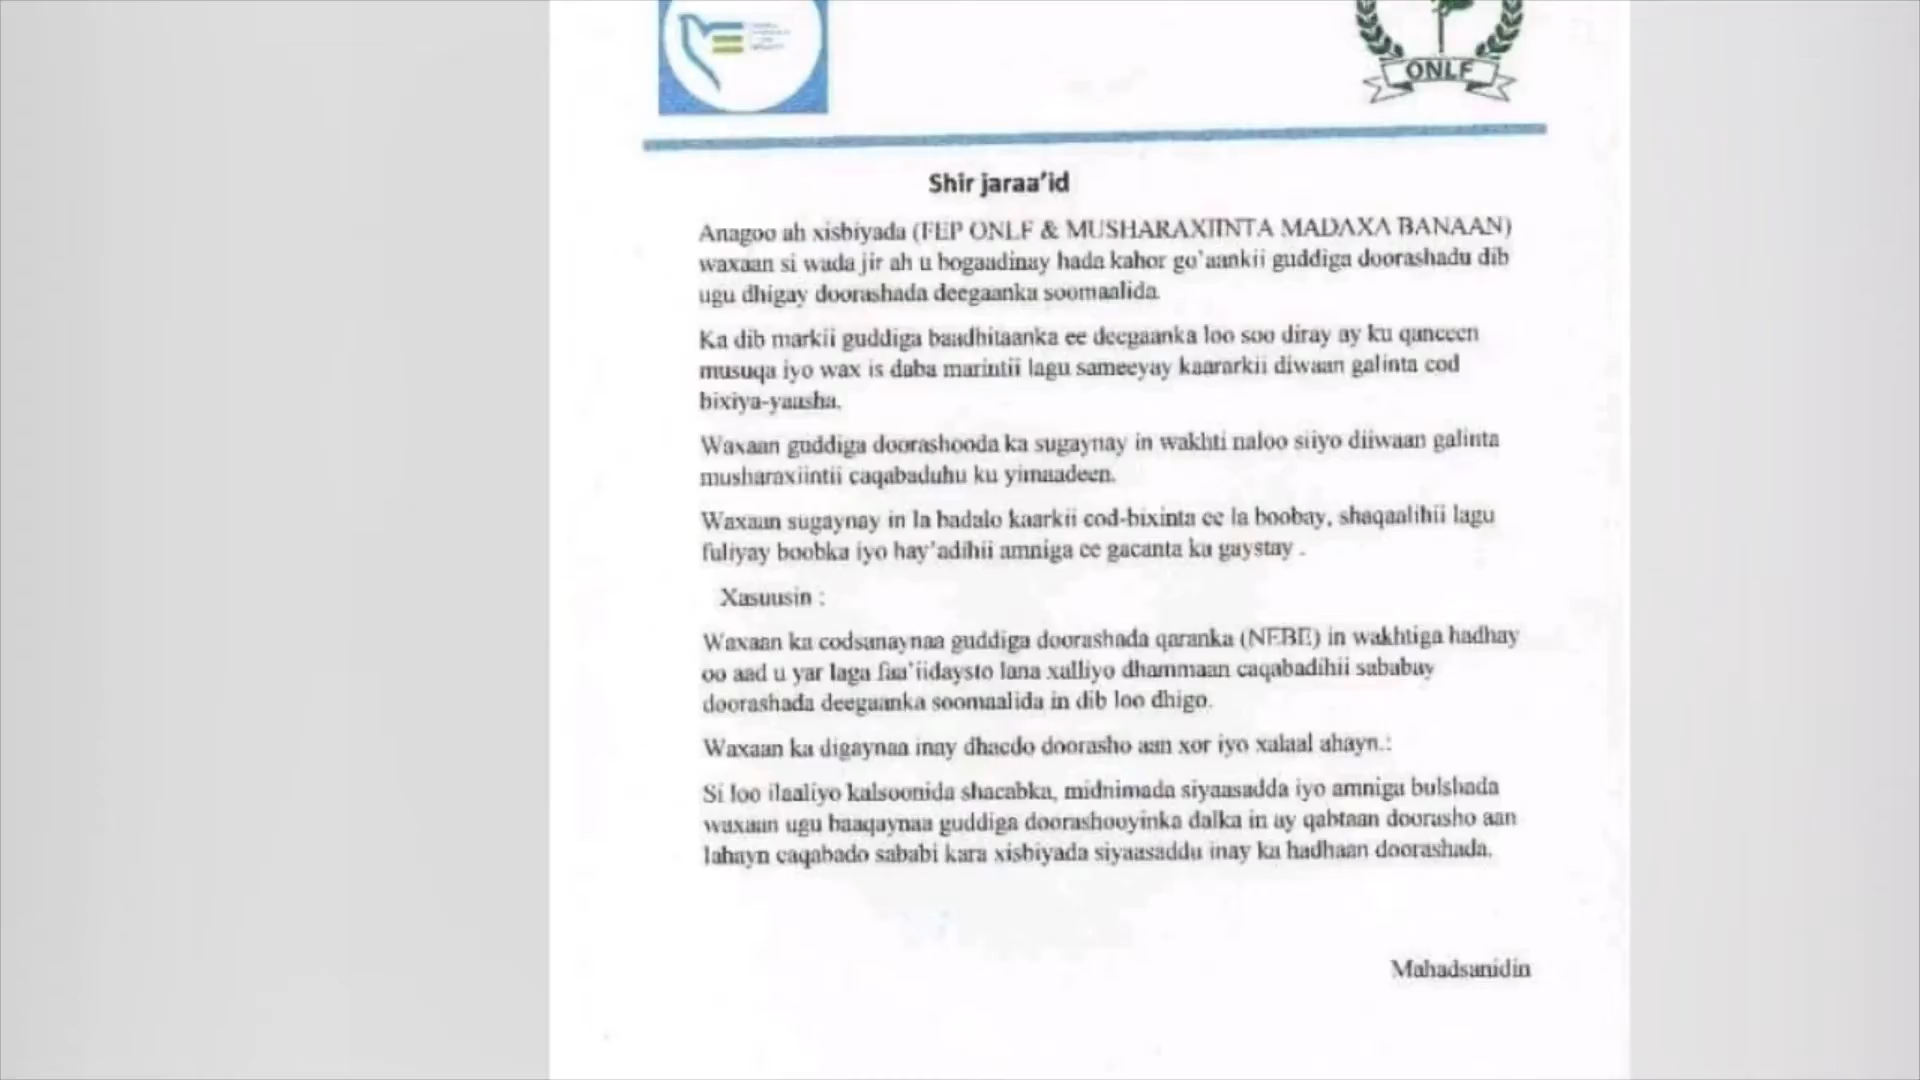 ONLF
Shir jaraa'id
Anagoo ah xisbiyada (FEP ONLF & MUSHARAXIINTA MADAXA BANAAN)
waxaan si wada jir ah u bogaadinay hada kahor go'aankii guddiga doorashadu dib
ugu dhigay doorashada deegaanka soomaalida.
Ka dib markii guddiga baadhitaanka ee deegaanka loo soo diray ay ku qanceen
musuqa iyo wax is daba marintii lagu sameeyay kaararkii diwaan galinta cod
bixiya-yaasha.
Waxaan guddiga doorashooda ka sugaynay in wakhti naloo siiyo diiwaan galinta
musharaxiintii caqabaduhu ku yimaadeen.
Waxaan sugaynay in la badalo kaarkii cod-bixinta ee la boobay, shaqaalihii lagu
fuliyay boobka iyo hay'adihii amniga ee gacanta ka gaystay .
Xasuusin :
Waxaan ka codsanaynaa guddiga doorashada qaranka (NEBE) in wakhtiga hadhay
oo aad u yar laga faa'iidaysto lana xalliyo dhammaan caqabadihii sababay
doorashada deegaanka soomaalida in dib loo dhigo.
Waxaan ka digaynaa inay dhacdo doorasho aan xor iyo xalaal ahayn.:
Si loo ilaaliyo kalsoonida shacabka, midnimada siyaasadda iyo amniga bulshada
waxaan ugu baaqaynaa guddiga doorashooyinka dalka in ay qabtaan doorasho aan
lahayn caqabado sababi kara xisbiyada siyaasaddu inay ka hadhaan doorashada.
Mahadsanidin